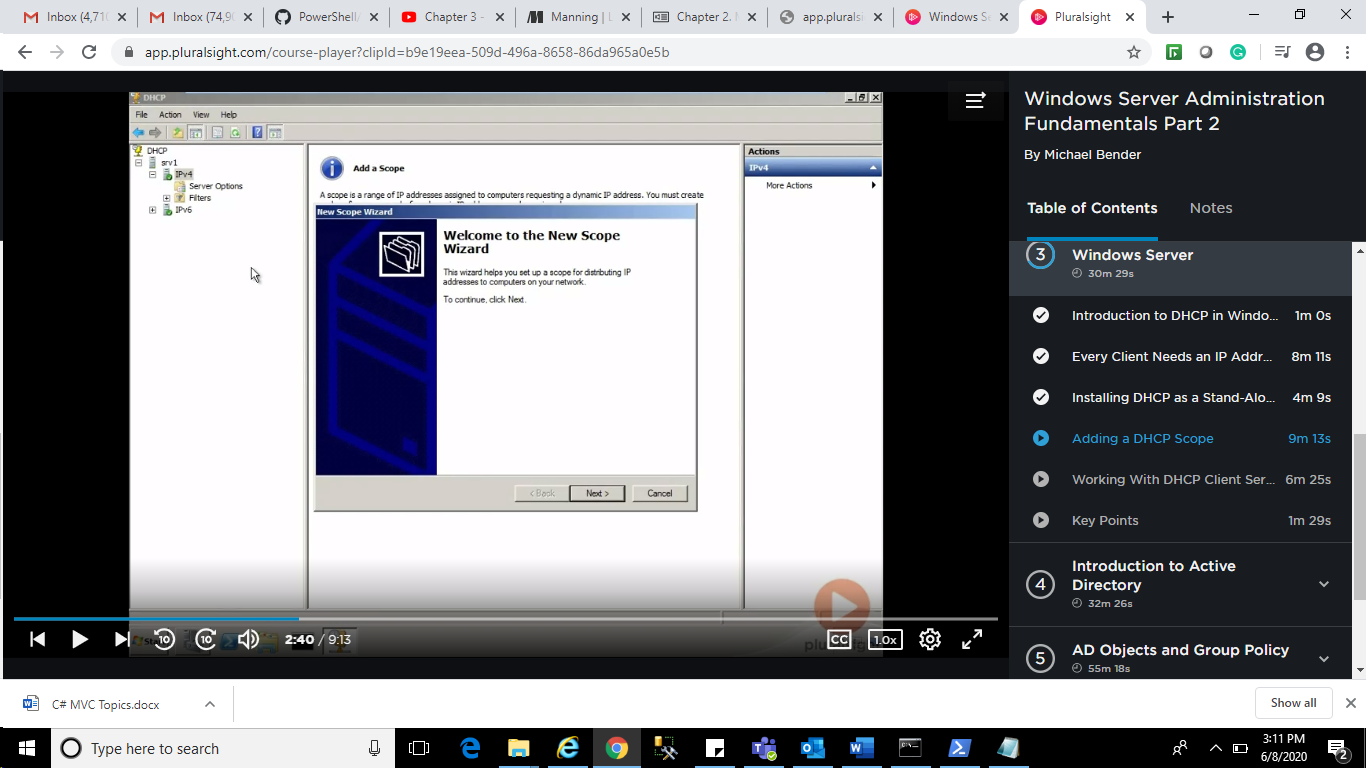 Inbox (4,710
Inbox (74,90
PowerShell/
Chapter 3 -
Manning | L
Chapter 2.
app.plurals
Windows Se
Pluralsight
app.pluralsight.com/course-player?clipId=b9e19eea-509d-496a-8658-86da965a0e5b
DHCP
File Action View Help
DHCP
srv1
IPv4
Server Options
Filters
IPv6
Add a Scope
A scope is a range of IP addresses assigned to computers requesting a dynamic IP address. You must create
New Scope Wizard
Welcome to the New Scope
Wizard
This wizard helps you set up a scope for distributing IP
addresses to computers on your network.
To continue, click Next.
< Back
Next >
Cancel
Actions
IPv4
More Actions
10
10
2:40 / 9:13
CC
1.0x
Windows Server Administration
Fundamentals Part 2
By Michael Bender
Table of Contents
Notes
3
Windows Server
30m 29s
Introduction to DHCP in Windo... 1m 0s
Every Client Needs an IP Addr... 8m 11s
Installing DHCP as a Stand-Alo... 4m 9s
Adding a DHCP Scope 9m 13s
Working With DHCP Client Ser... 6m 25s
Key Points 1m 29s
4
Introduction to Active
Directory
32m 26s
5
AD Objects and Group Policy
55m 18s
C# MVC Topics.docx
Show all
Type here to search
3:11 PM
6/8/2020
2